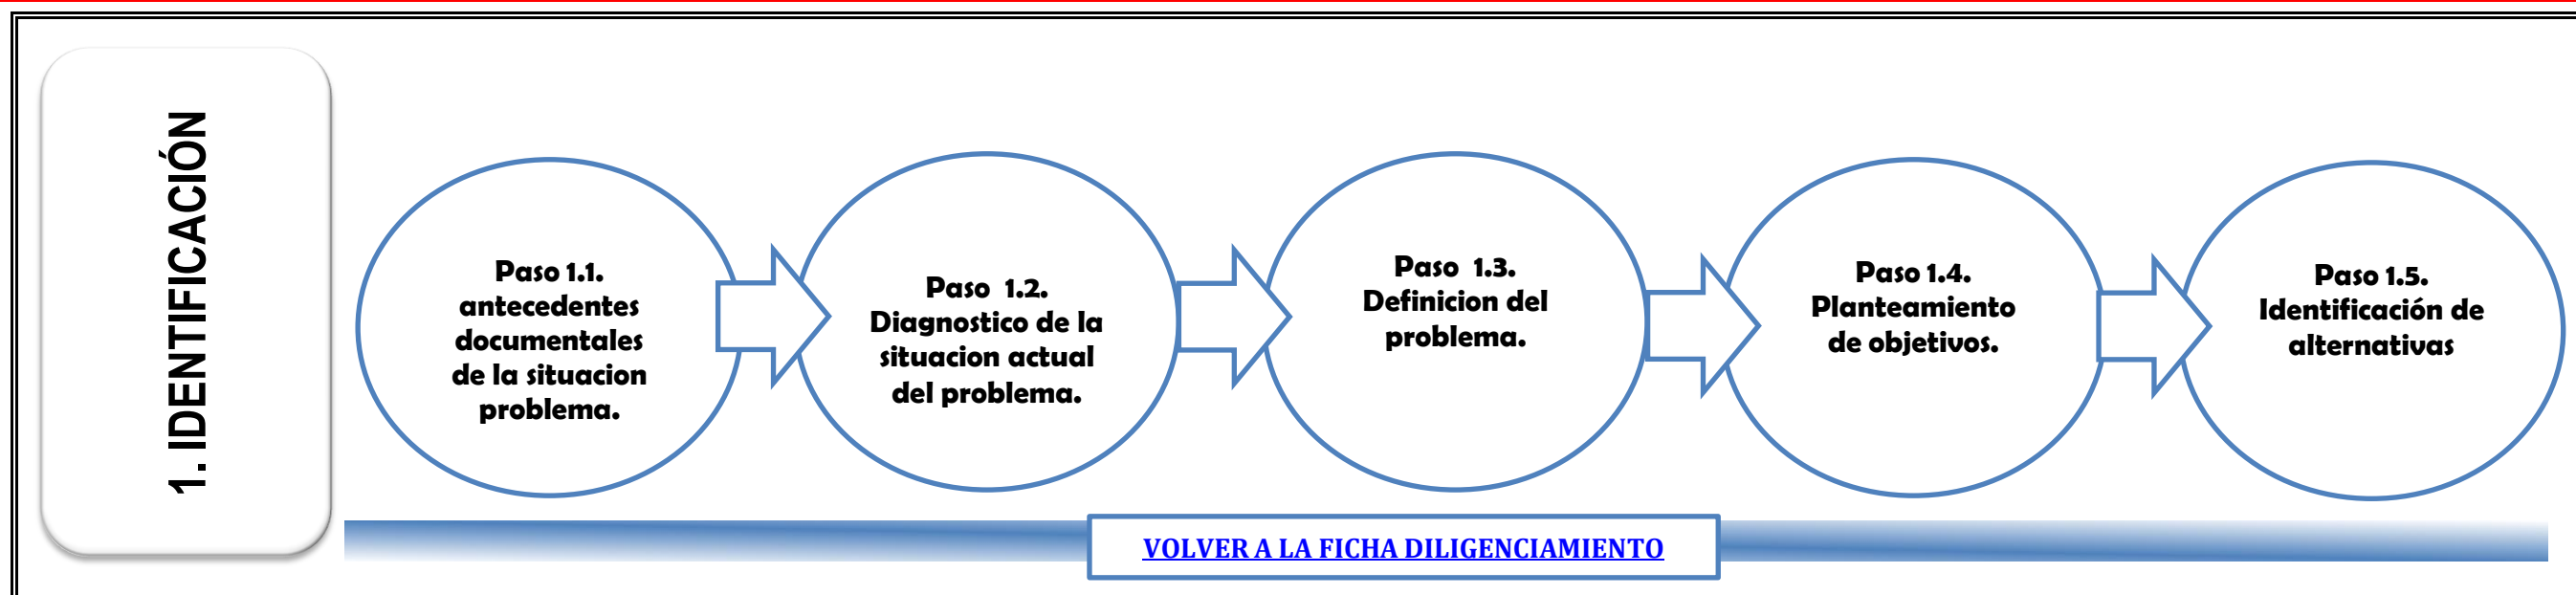 1. IDENTIFICACIÓN
Paso 1.1.
antecedentes
documentales
de la situacion
problema.
Paso 1.2.
Diagnostico de la
situacion actual
del problema.
Paso 1.3.
Definicion del
problema.
Paso 1.4.
Planteamiento
de objetivos.
Paso 1.5.
Identificación de
alternativas
VOLVER A LA FICHA DILIGENCIAMIENTO